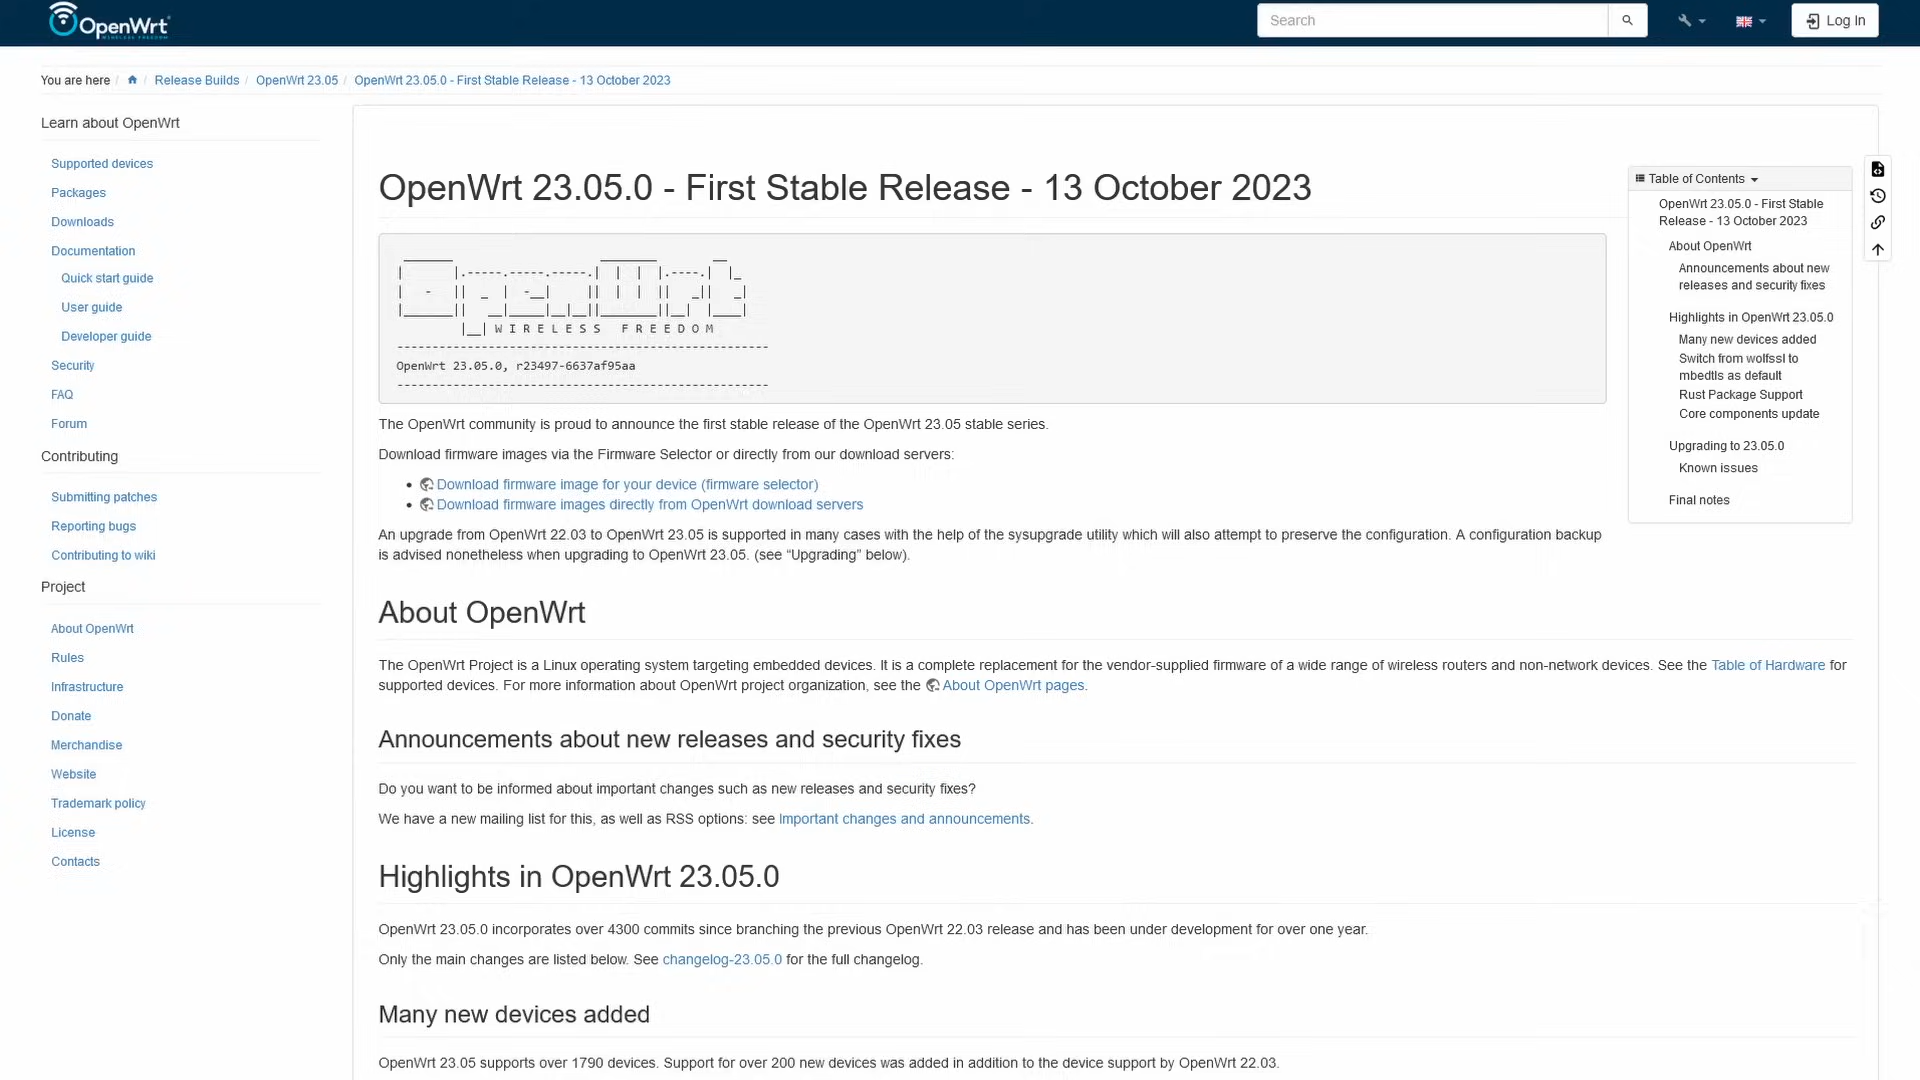 OpenWrt
WIRELESS FREEDOM
Search
Log In
You are here / Release Builds / OpenWrt 23.05 / OpenWrt 23.05.0 - First Stable Release - 13 October 2023
Learn about OpenWrt
Supported devices
Packages
Downloads
Documentation
Quick start guide
User guide
Developer guide
Security
FAQ
Forum
Contributing
Submitting patches
Reporting bugs
Contributing to wiki
Project
About OpenWrt
Rules
Infrastructure
Donate
Merchandise
Website
Trademark policy
License
Contacts
OpenWrt 23.05.0 - First Stable Release - 13 October 2023
W I R E L E S S   F R E E D O M
-----------------------------------------------------
OpenWrt 23.05.0, r23497-6637af95aa
-----------------------------------------------------
The OpenWrt community is proud to announce the first stable release of the OpenWrt 23.05 stable series.
Download firmware images via the Firmware Selector or directly from our download servers:
• Download firmware image for your device (firmware selector)
• Download firmware images directly from OpenWrt download servers
An upgrade from OpenWrt 22.03 to OpenWrt 23.05 is supported in many cases with the help of the sysupgrade utility which will also attempt to preserve the configuration. A configuration backup
is advised nonetheless when upgrading to OpenWrt 23.05. (see “Upgrading” below).
About OpenWrt
The OpenWrt Project is a Linux operating system targeting embedded devices. It is a complete replacement for the vendor-supplied firmware of a wide range of wireless routers and non-network devices. See the Table of Hardware for
supported devices. For more information about OpenWrt project organization, see the About OpenWrt pages.
Announcements about new releases and security fixes
Do you want to be informed about important changes such as new releases and security fixes?
We have a new mailing list for this, as well as RSS options: see Important changes and announcements.
Highlights in OpenWrt 23.05.0
OpenWrt 23.05.0 incorporates over 4300 commits since branching the previous OpenWrt 22.03 release and has been under development for over one year.
Only the main changes are listed below. See changelog-23.05.0 for the full changelog.
Many new devices added
OpenWrt 23.05 supports over 1790 devices. Support for over 200 new devices was added in addition to the device support by OpenWrt 22.03.
Table of Contents
OpenWrt 23.05.0 - First Stable
Release - 13 October 2023
About OpenWrt
Announcements about new
releases and security fixes
Highlights in OpenWrt 23.05.0
Many new devices added
Switch from wolfssl to
mbedtls as default
Rust Package Support
Core components update
Upgrading to 23.05.0
Known issues
Final notes